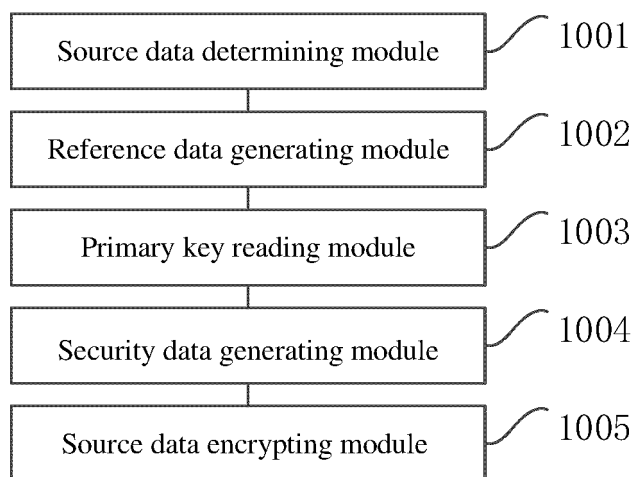 Source data determining module 1001
Reference data generating module 1002
Primary key reading module 1003
Security data generating module 1004
Source data encrypting module 1005